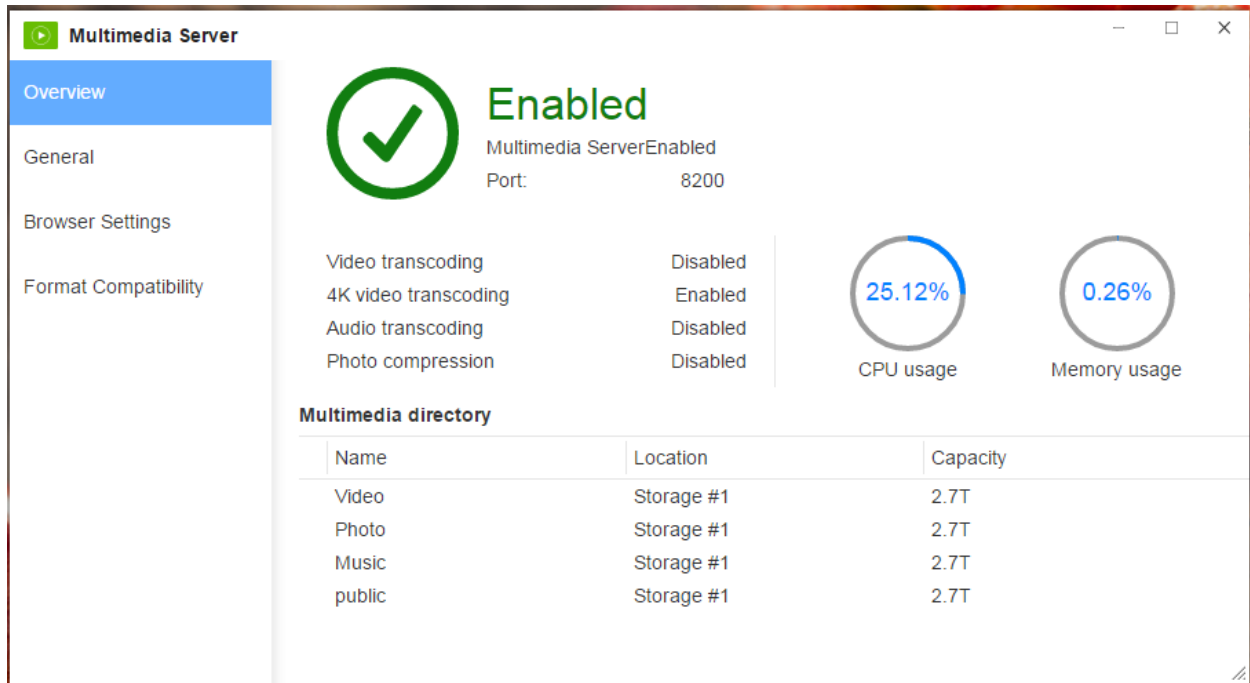 Multimedia Server
Overview
General
Browser Settings
Format Compatibility
Enabled
Multimedia ServerEnabled
Port: 8200
Video transcoding Disabled
4K video transcoding Enabled
Audio transcoding Disabled
Photo compression Disabled
25.12%
CPU usage
0.26%
Memory usage
Multimedia directory
Name Location Capacity
Video Storage #1 2.7T
Photo Storage #1 2.7T
Music Storage #1 2.7T
public Storage #1 2.7T